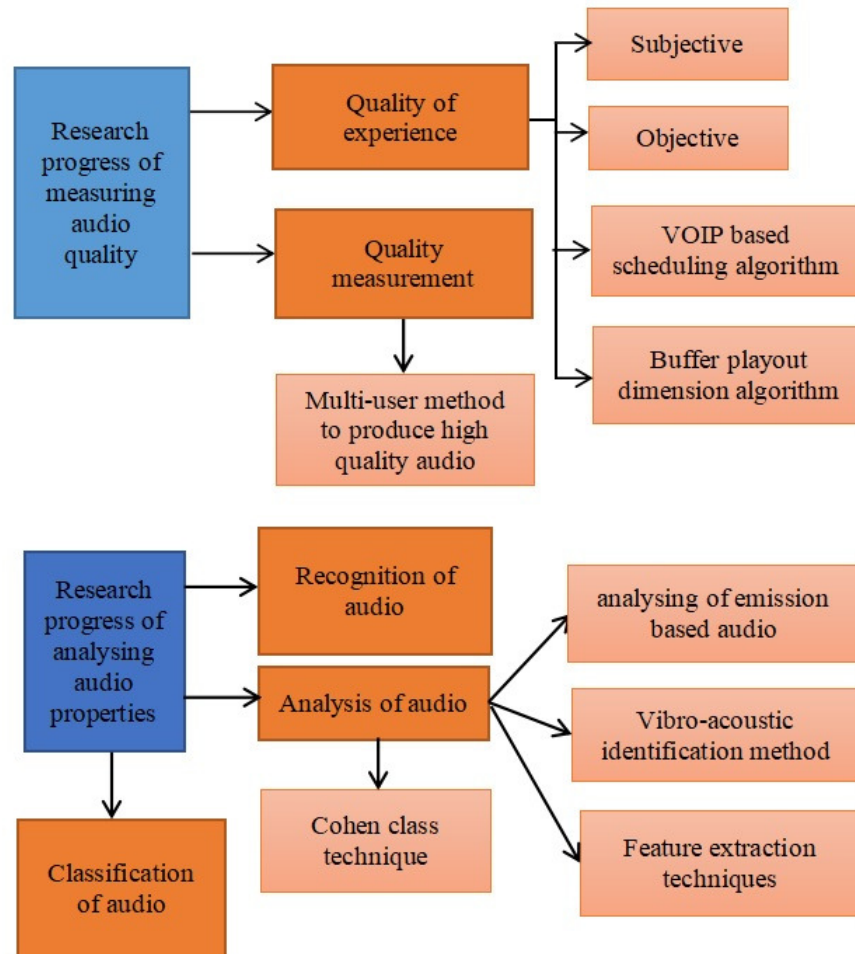 Research
progress of
measuring
audio
quality
Quality of
experience
Quality
measurement
Multi-user method
to produce high
quality audio
Subjective
Objective
VOIP based
scheduling algorithm
Buffer playout
dimension algorithm
Research
progress of
analysing
audio
properties
Recognition of
audio
Analysis of audio
Classification
of audio
Cohen class
technique
analysing of emission
based audio
Vibro-acoustic
identification method
Feature extraction
techniques